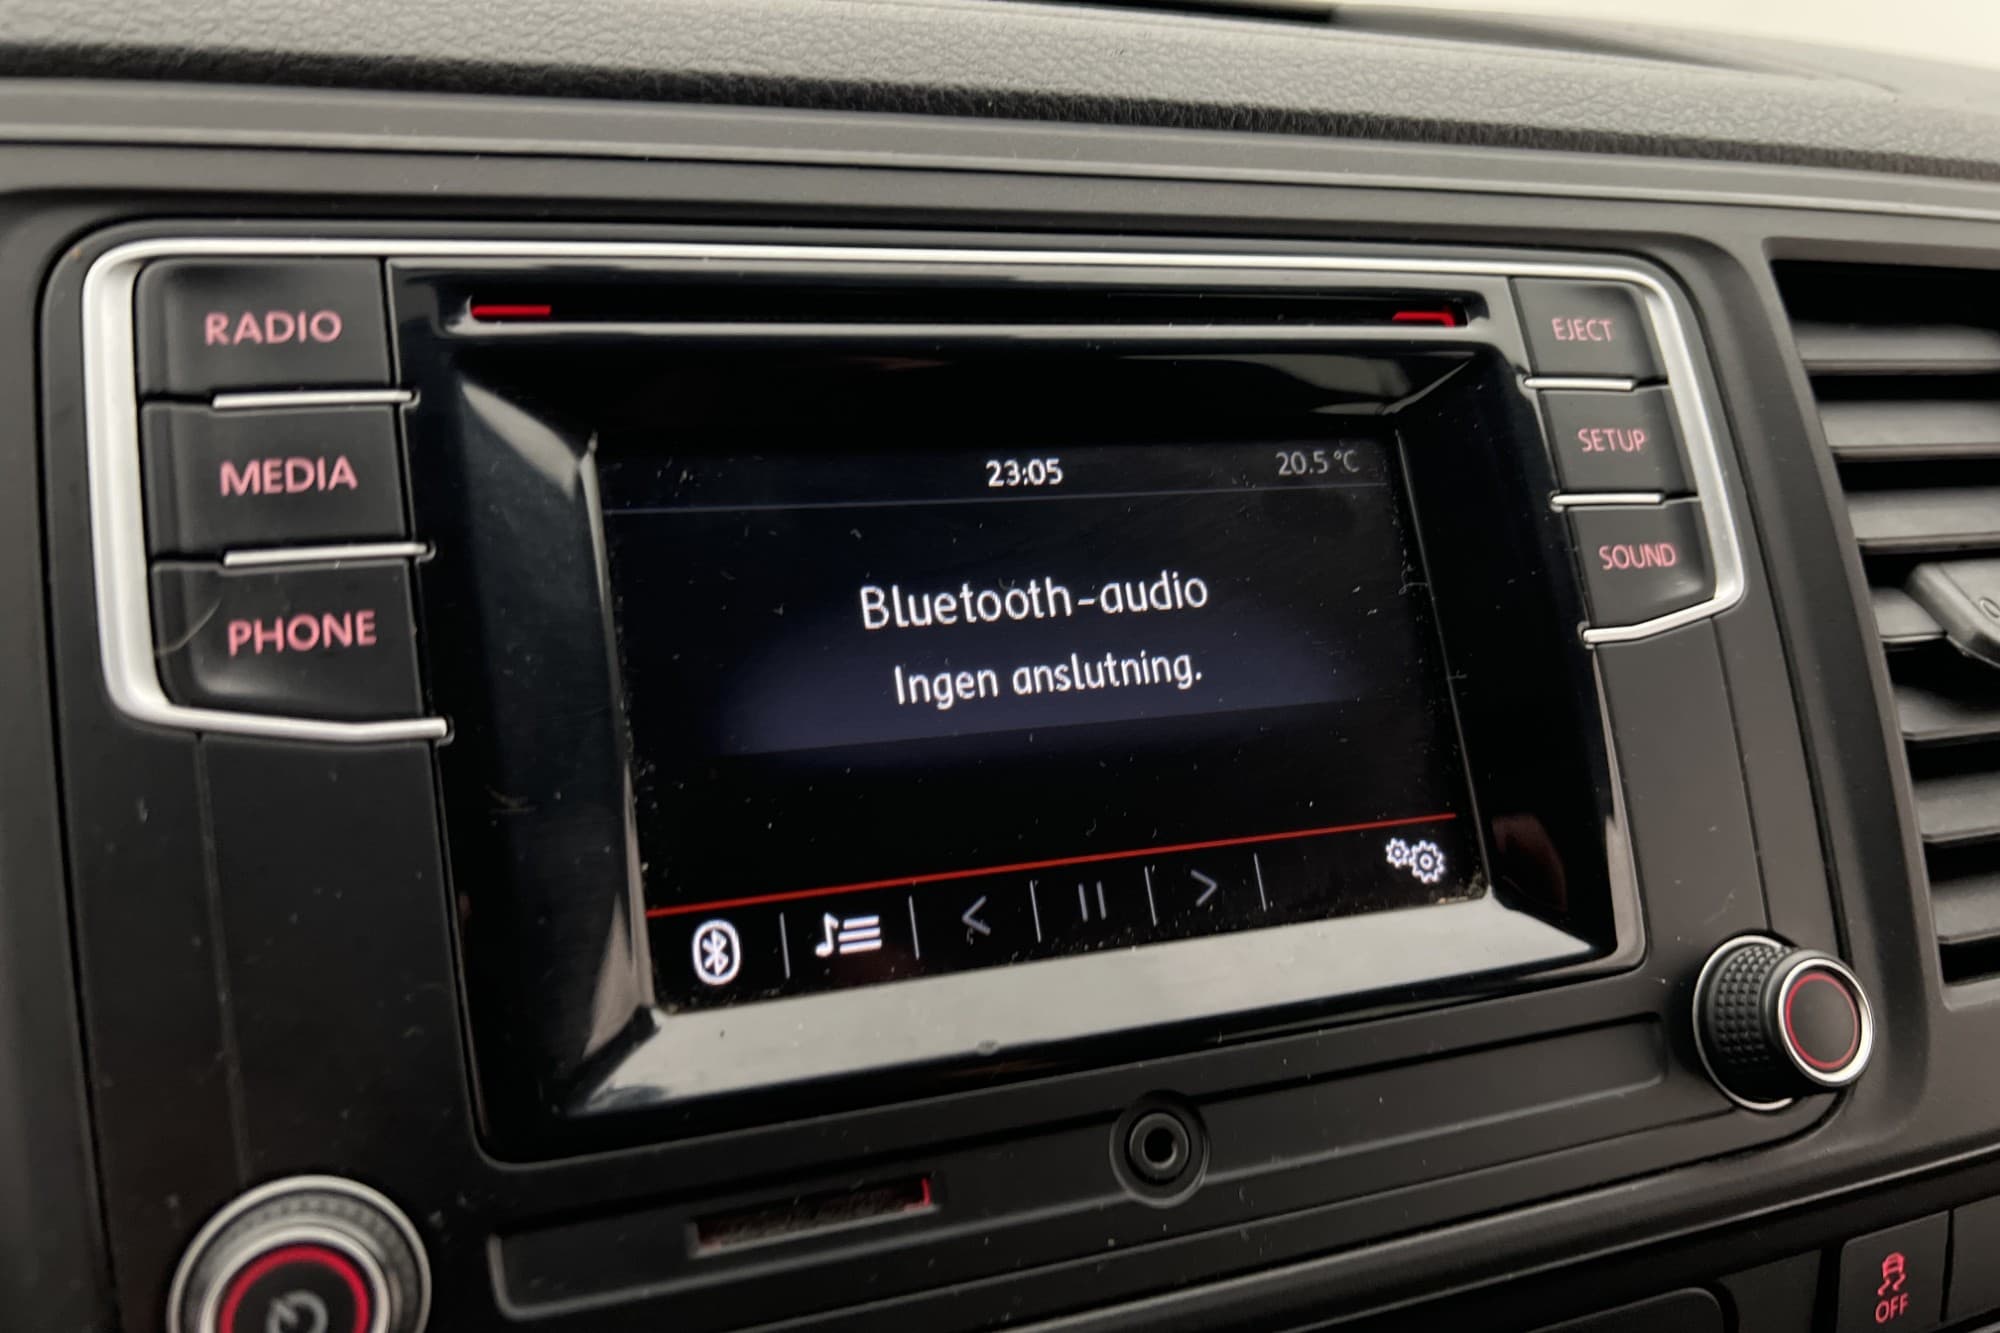 RADIO
MEDIA
PHONE
EJECT
SETUP
SOUND
23:05
20.5 °C
Bluetooth-audio
Ingen anslutning.
OFF